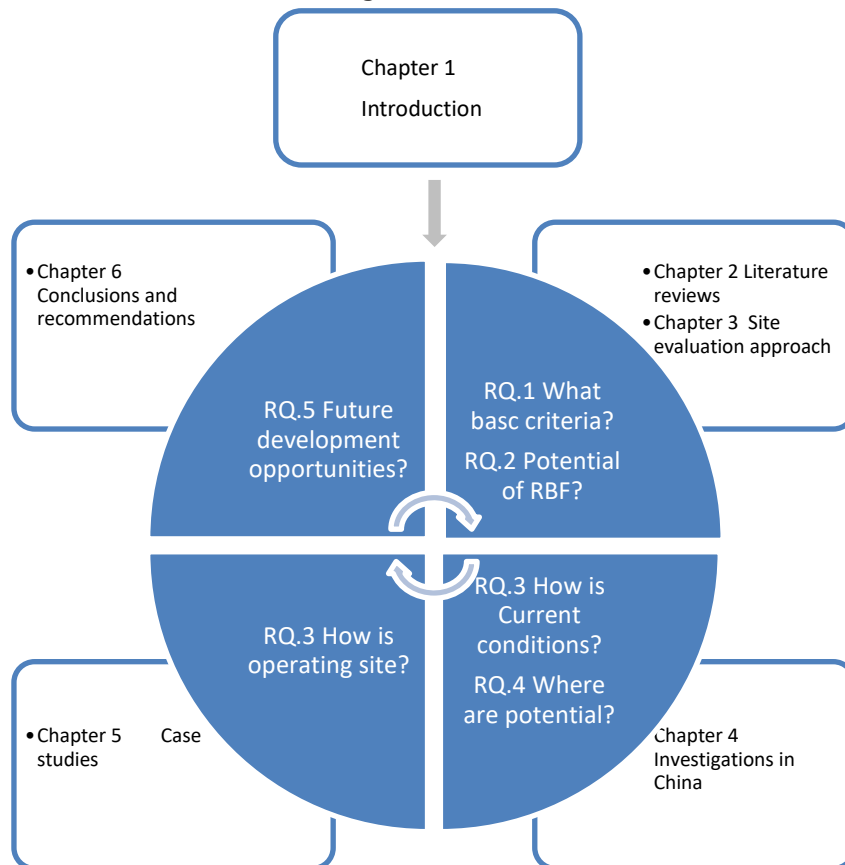 Chapter 1
Introduction
•Chapter 6
Conclusions and
recommendations
•Chapter 2 Literature
reviews
•Chapter 3 Site
evaluation approach
RQ.5 Future
development
opportunities?
RQ.1 What
basc criteria?
RQ.2 Potential
of RBF?
RQ.3 How is
operating site?
RQ.3 How is
Current
conditions?
RQ.4 Where
are potential?
•Chapter 5 Case
studies
Chapter 4
Investigations in
China